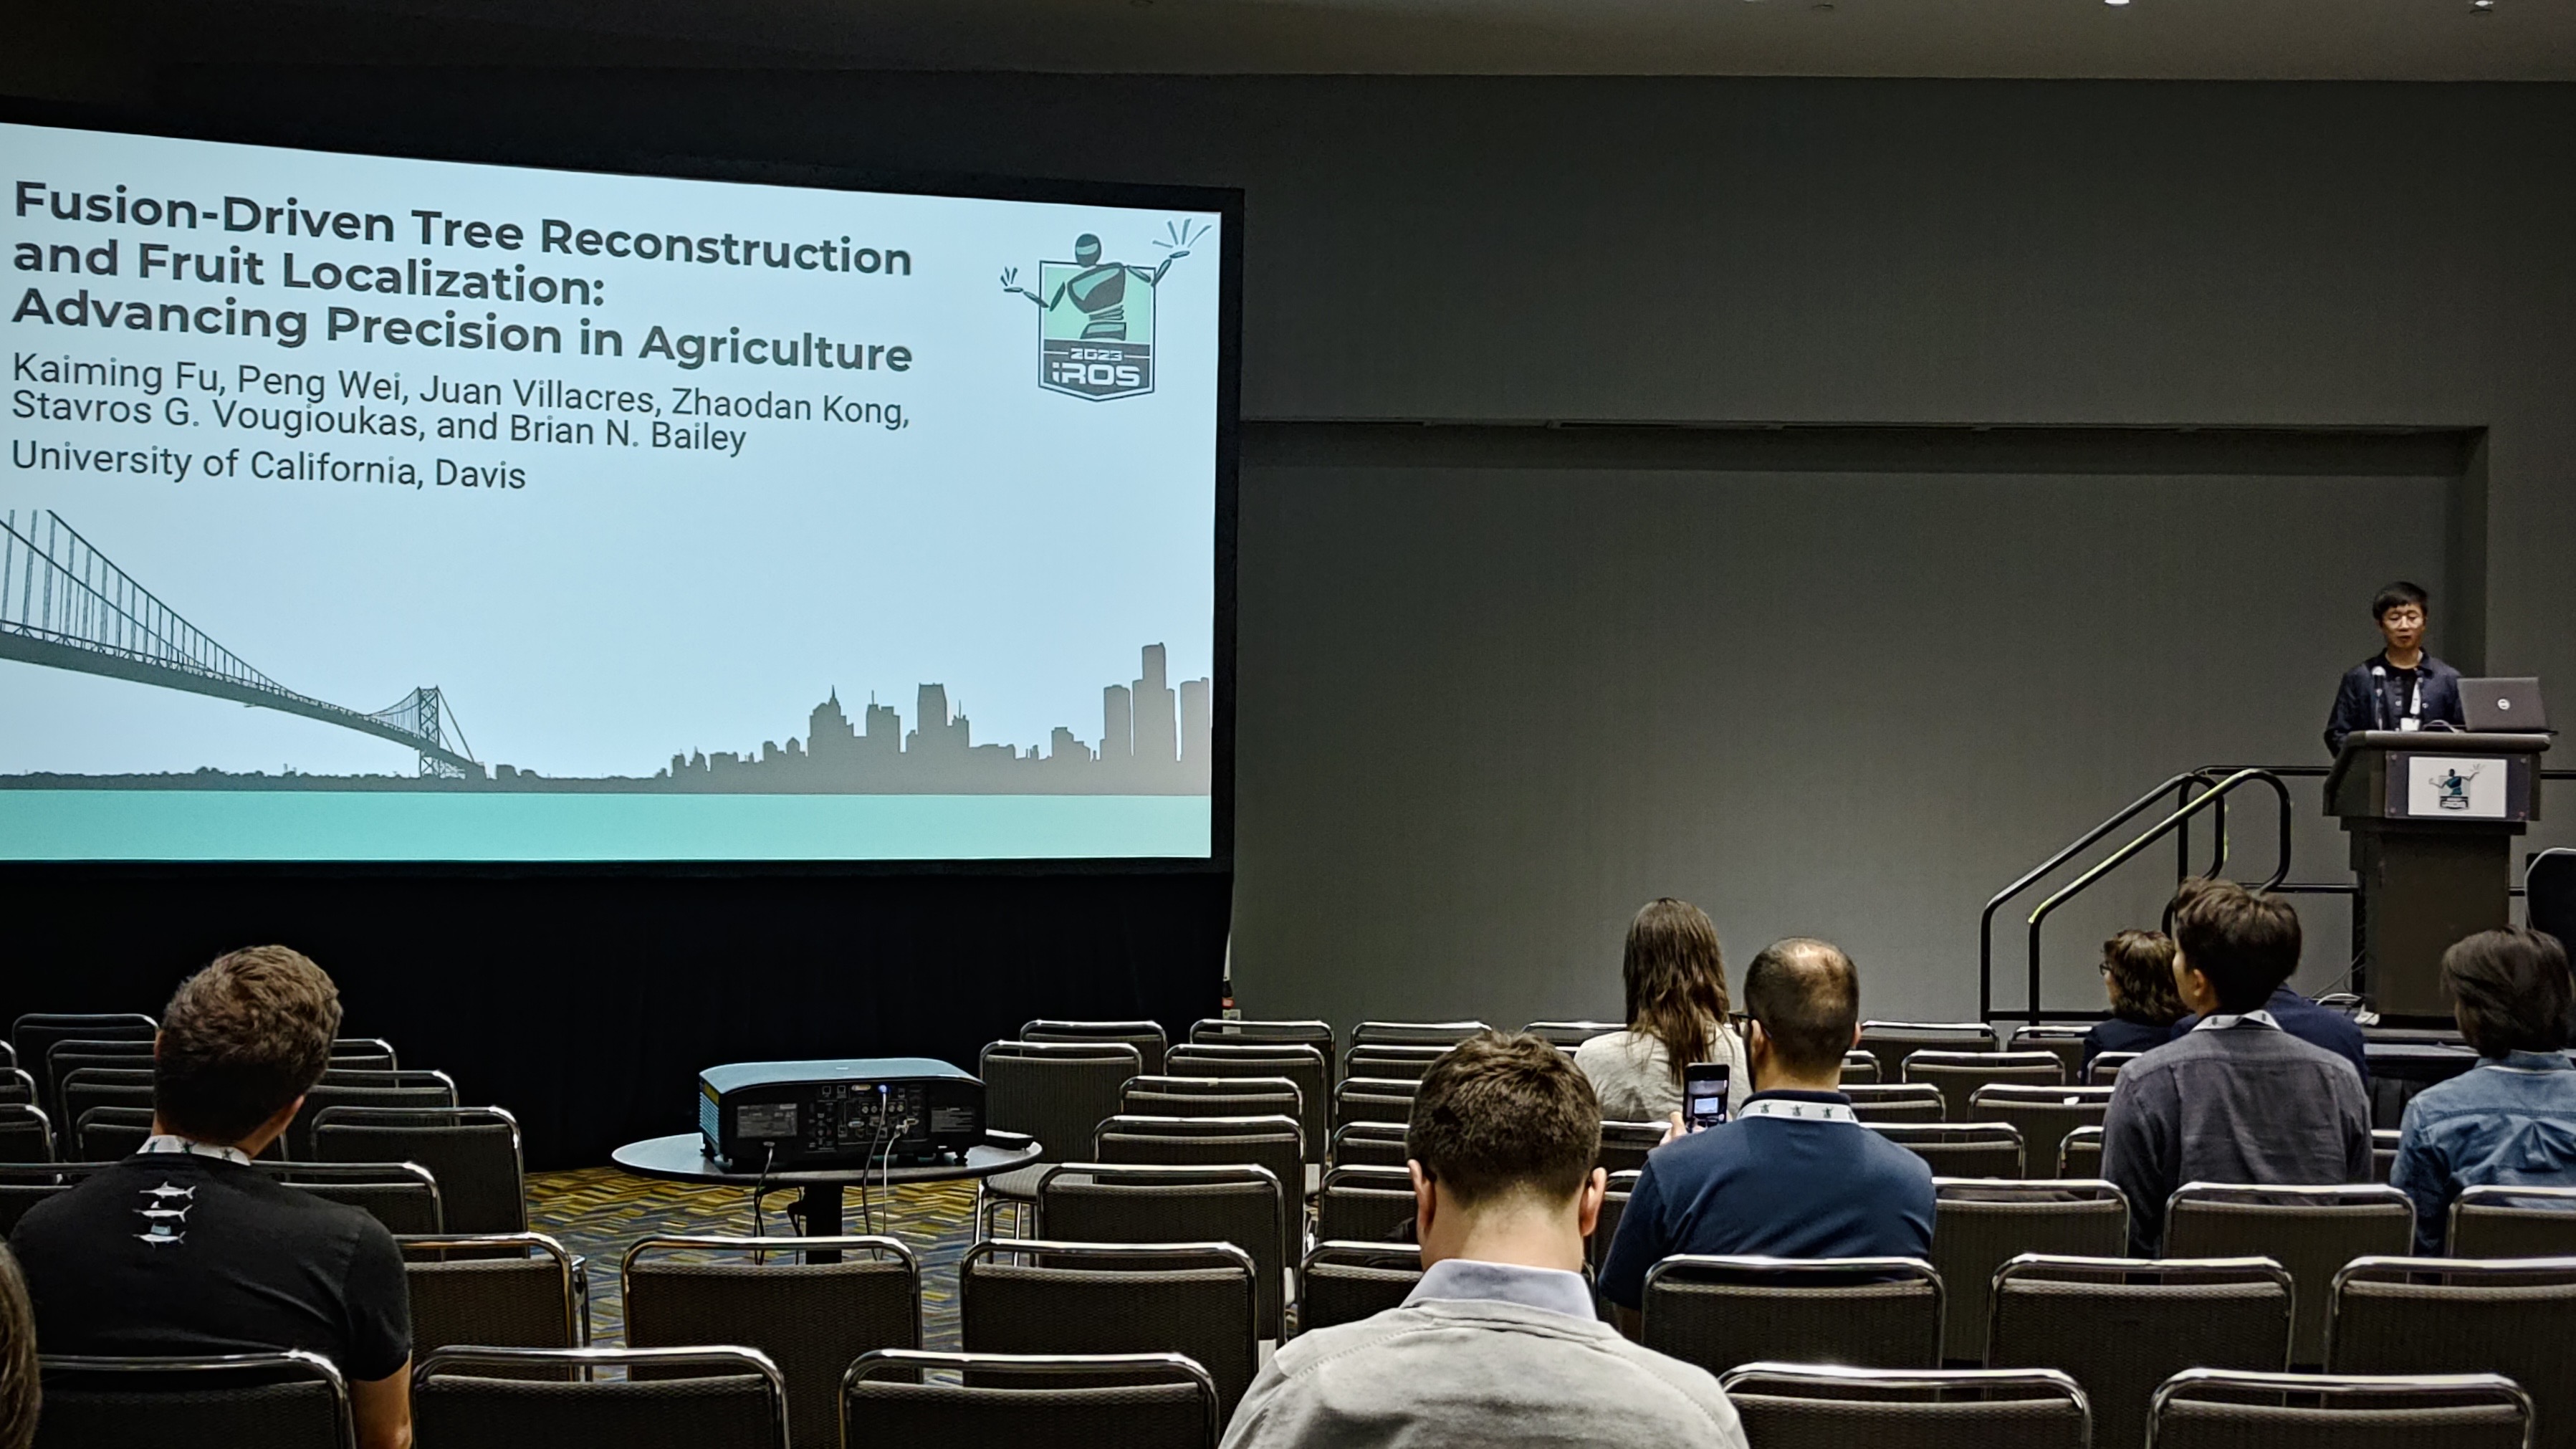 Fusion-Driven Tree Reconstruction
and Fruit Localization:
Advancing Precision in Agriculture
Kaiming Fu, Peng Wei, Juan Villacres, Zhaodan Kong,
Stavros G. Vougioukas, and Brian N. Bailey
University of California, Davis
2023
iROS